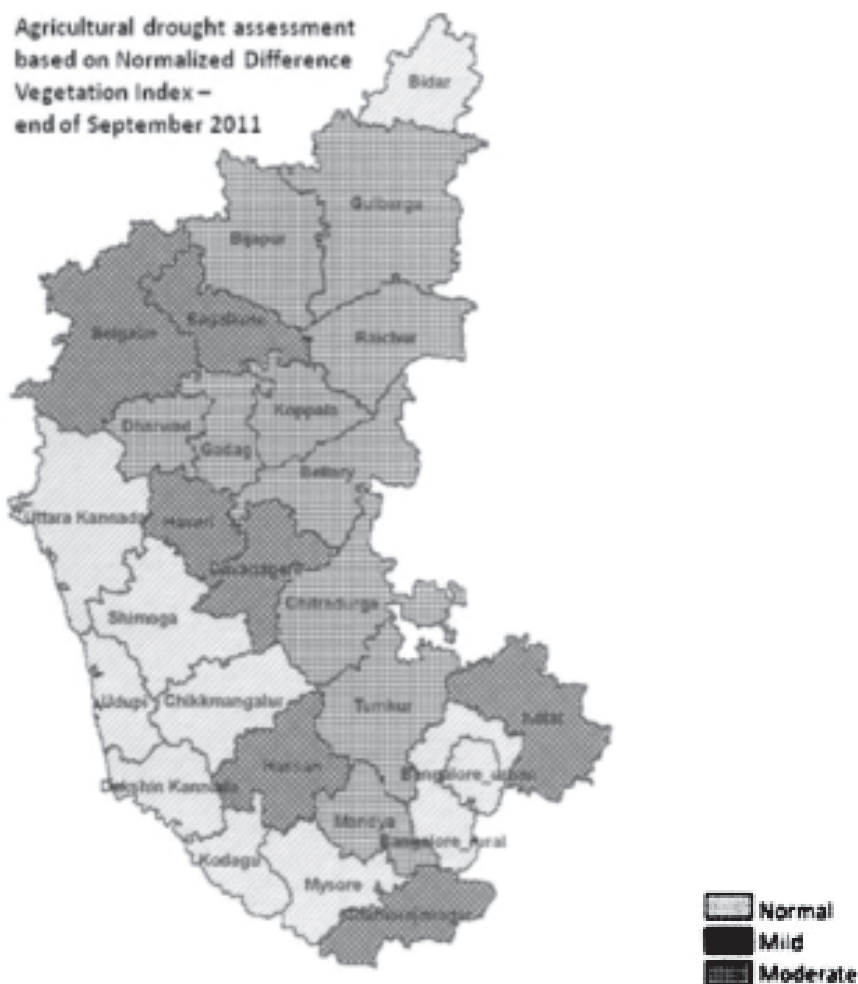 Agricultural drought assessment
based on Normalized Difference
Vegetation Index –
end of September 2011
Bidar
Gulbarga
Bijapur
Bagalkote
Belgaum
Raichur
Koppala
Dharwad
Gadag
Bellary
Uttara Kannada
Haveri
Davanagere
Chitradurga
Shimoga
Udupi
Chikkmangalur
Tumkur
Kolar
Hassan
Bangalore_urban
Dakshin Kannada
Mandya
Bangalore_rural
Kodagu
Mysore
Normal
Mild
Moderate